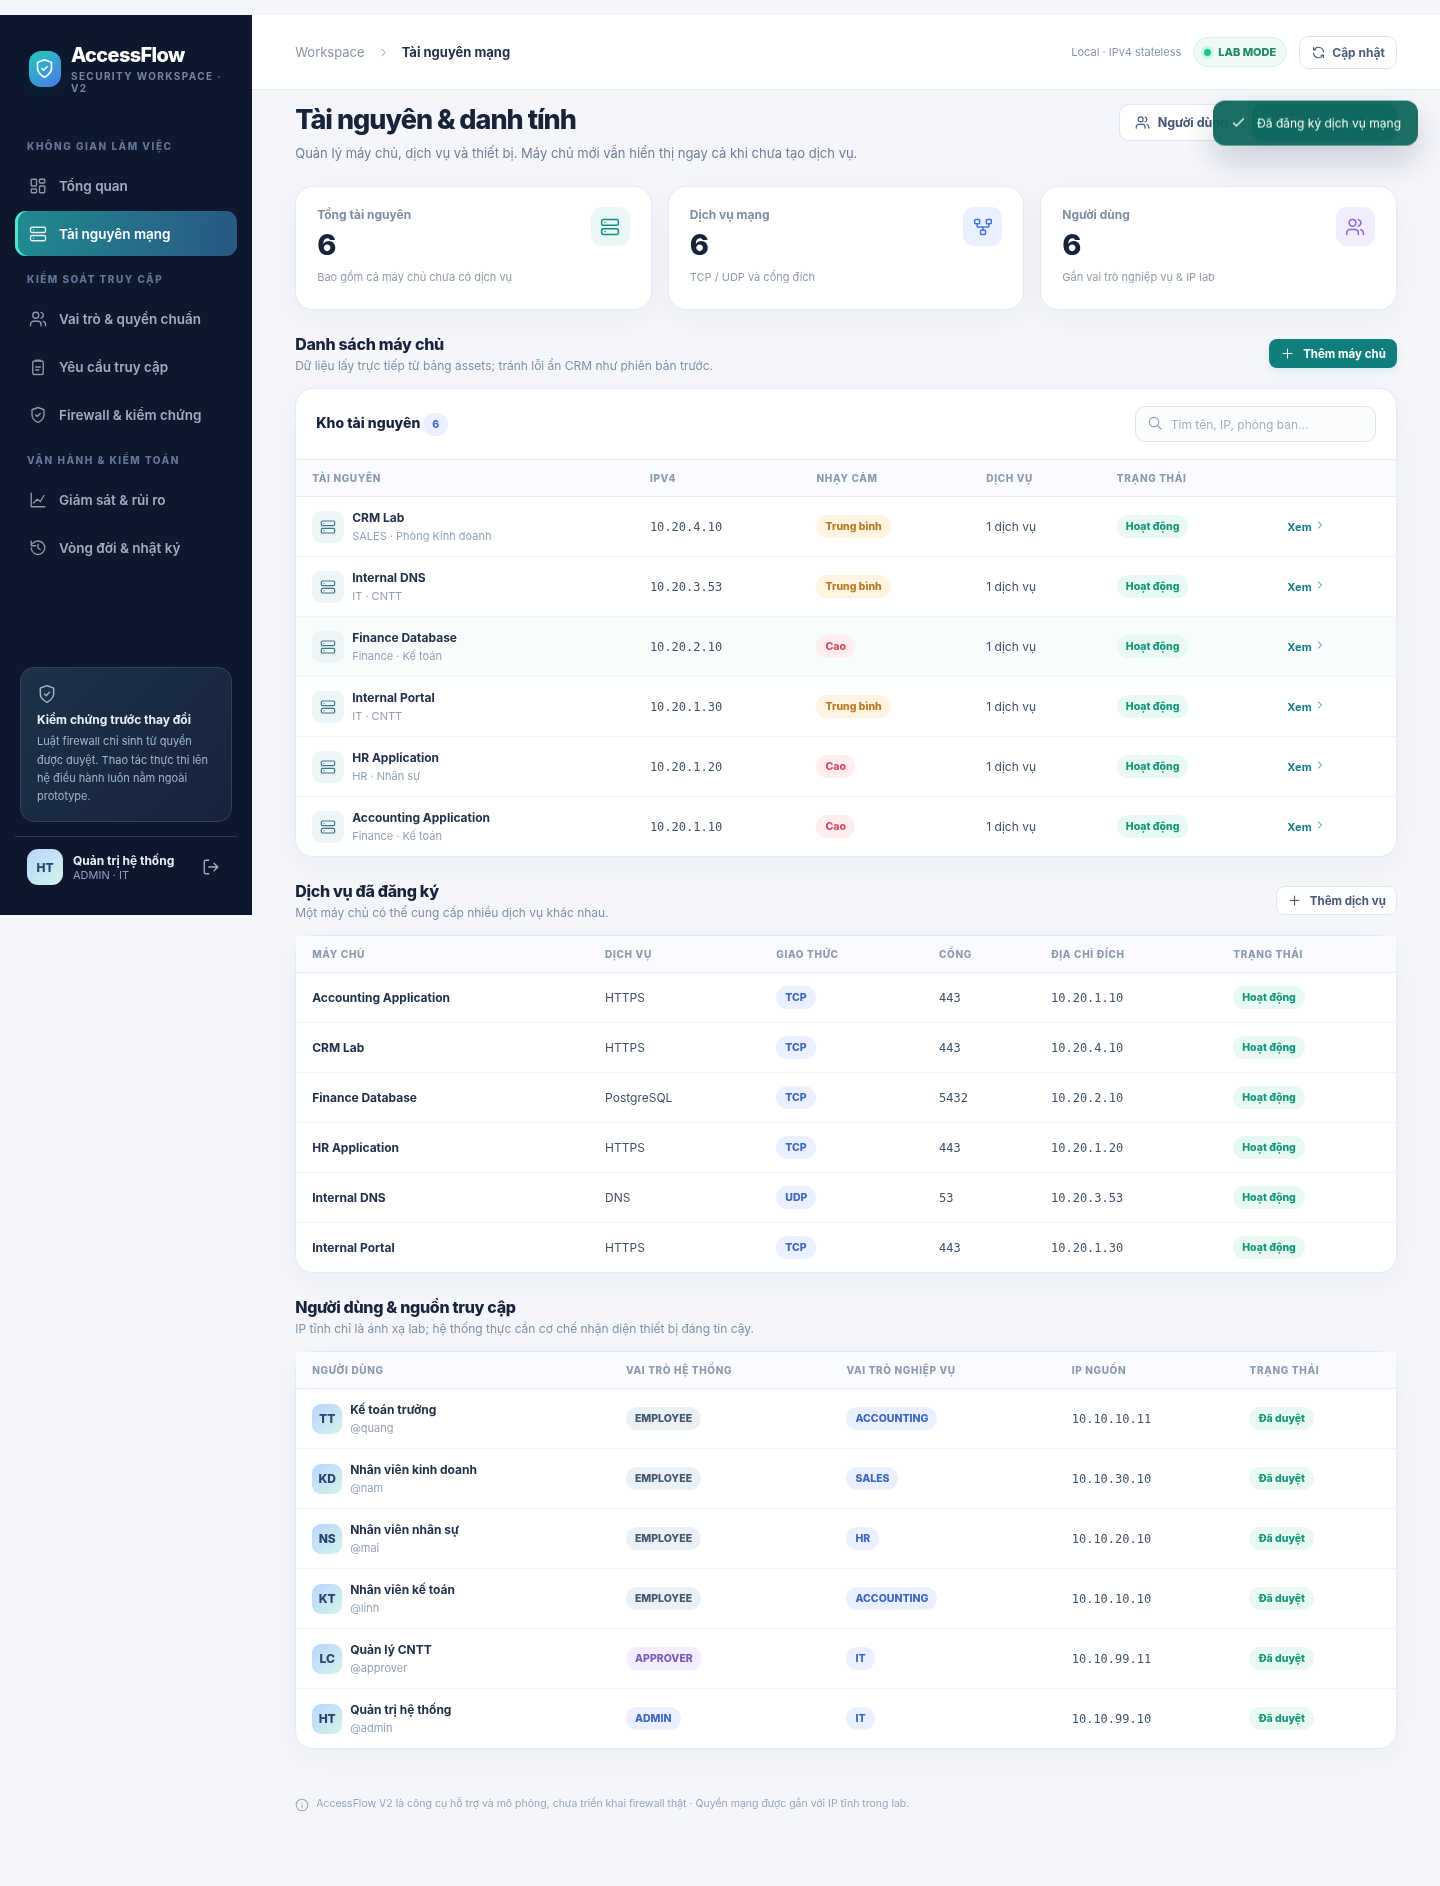 AccessFlow
SECURITY WORKSPACE ·
V2
KHÔNG GIAN LÀM VIỆC
Tổng quan
Tài nguyên mạng
KIỂM SOÁT TRUY CẬP
Vai trò & quyền chuẩn
Yêu cầu truy cập
Firewall & kiểm chứng
VẬN HÀNH & KIỂM TOÁN
Giám sát & rủi ro
Vòng đời & nhật ký
Kiểm chứng trước thay đổi
Luật firewall chỉ sinh từ quyền
được duyệt. Thao tác thực thi lên
hệ điều hành luôn nằm ngoài
prototype.
HT
Quản trị hệ thống
ADMIN · IT
Workspace
Tài nguyên mạng
Local · IPv4 stateless
LAB MODE
Cập nhật
Tài nguyên & danh tính
Quản lý máy chủ, dịch vụ và thiết bị. Máy chủ mới vẫn hiển thị ngay cả khi chưa tạo dịch vụ.
Người dùng
Đã đăng ký dịch vụ mạng
Tổng tài nguyên
6
Bao gồm cả máy chủ chưa có dịch vụ
Dịch vụ mạng
6
TCP / UDP và cổng đích
Người dùng
6
Gắn vai trò nghiệp vụ & IP lab
Danh sách máy chủ
Dữ liệu lấy trực tiếp từ bảng assets; tránh lỗi ẩn CRM như phiên bản trước.
Thêm máy chủ
Kho tài nguyên 6
Tìm tên, IP, phòng ban...
TÀI NGUYÊN IPV4 NHẠY CẢM DỊCH VỤ TRẠNG THÁI
CRM Lab
SALES · Phòng Kinh doanh
10.20.4.10 Trung bình 1 dịch vụ Hoạt động Xem
Internal DNS
IT · CNTT
10.20.3.53 Trung bình 1 dịch vụ Hoạt động Xem
Finance Database
Finance · Kế toán
10.20.2.10 Cao 1 dịch vụ Hoạt động Xem
Internal Portal
IT · CNTT
10.20.1.30 Trung bình 1 dịch vụ Hoạt động Xem
HR Application
HR · Nhân sự
10.20.1.20 Cao 1 dịch vụ Hoạt động Xem
Accounting Application
Finance · Kế toán
10.20.1.10 Cao 1 dịch vụ Hoạt động Xem
Dịch vụ đã đăng ký
Một máy chủ có thể cung cấp nhiều dịch vụ khác nhau.
Thêm dịch vụ
MÁY CHỦ DỊCH VỤ GIAO THỨC CỔNG ĐỊA CHỈ ĐÍCH TRẠNG THÁI
Accounting Application HTTPS TCP 443 10.20.1.10 Hoạt động
CRM Lab HTTPS TCP 443 10.20.4.10 Hoạt động
Finance Database PostgreSQL TCP 5432 10.20.2.10 Hoạt động
HR Application HTTPS TCP 443 10.20.1.20 Hoạt động
Internal DNS DNS UDP 53 10.20.3.53 Hoạt động
Internal Portal HTTPS TCP 443 10.20.1.30 Hoạt động
Người dùng & nguồn truy cập
IP tĩnh chỉ là ánh xạ lab; hệ thống thực cần cơ chế nhận diện thiết bị đáng tin cậy.
NGƯỜI DÙNG VAI TRÒ HỆ THỐNG VAI TRÒ NGHIỆP VỤ IP NGUỒN TRẠNG THÁI
TT Kế toán trưởng
@quang
EMPLOYEE ACCOUNTING 10.10.10.11 Đã duyệt
KD Nhân viên kinh doanh
@nam
EMPLOYEE SALES 10.10.30.10 Đã duyệt
NS Nhân viên nhân sự
@mai
EMPLOYEE HR 10.10.20.10 Đã duyệt
KT Nhân viên kế toán
@linh
EMPLOYEE ACCOUNTING 10.10.10.10 Đã duyệt
LC Quản lý CNTT
@approver
APPROVER IT 10.10.99.11 Đã duyệt
HT Quản trị hệ thống
@admin
ADMIN IT 10.10.99.10 Đã duyệt
AccessFlow V2 là công cụ hỗ trợ và mô phỏng, chưa triển khai firewall thật · Quyền mạng được gắn với IP tĩnh trong lab.